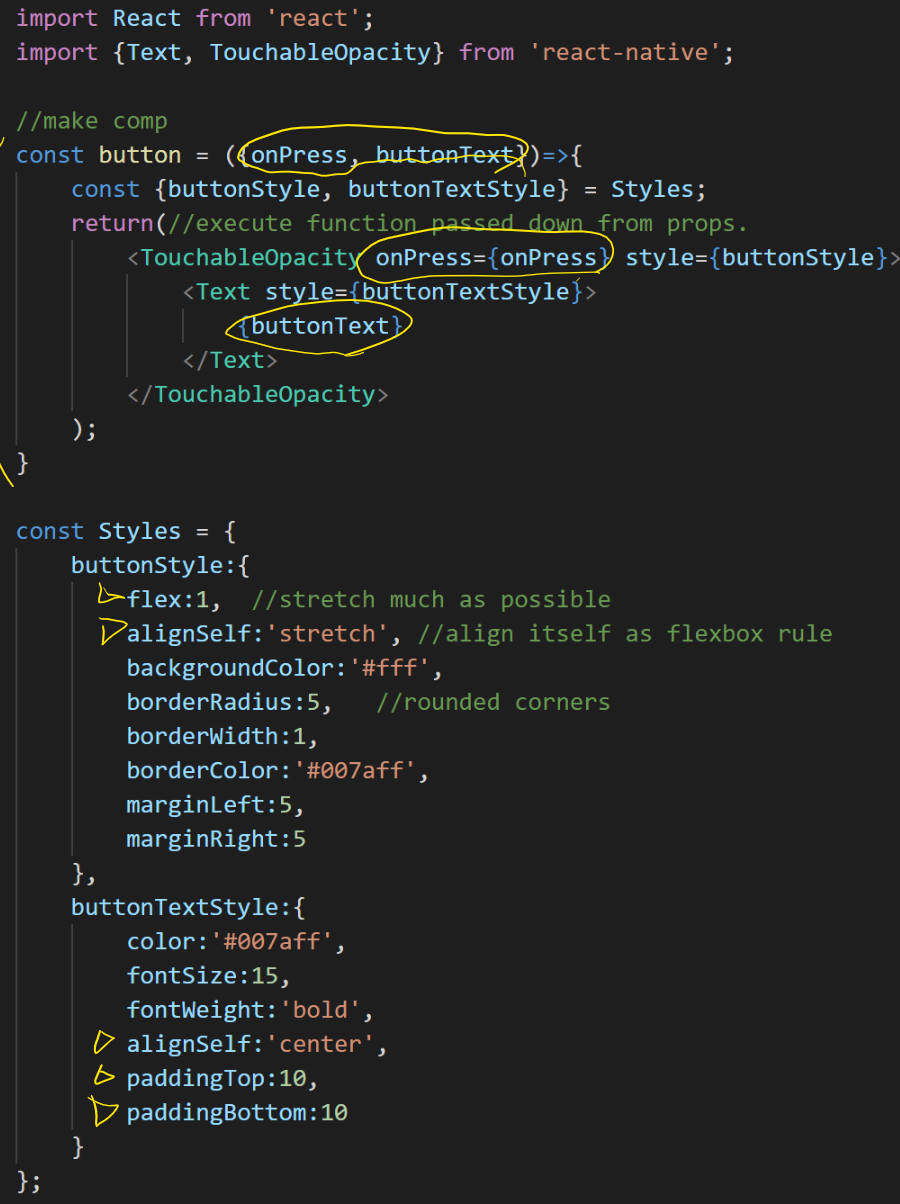 import React from 'react';
import {Text, TouchableOpacity} from 'react-native';
//make comp
const button = ({onPress, buttonText})=>{
const {buttonStyle, buttonTextStyle} = Styles;
return(//execute function passed down from props.
<TouchableOpacity onPress={onPress} style={buttonStyle}>
<Text style={buttonTextStyle}>
{buttonText}
</Text>
</TouchableOpacity>
);
}
const Styles = {
buttonStyle:{
flex:1,  //stretch much as possible
alignSelf:'stretch', //align itself as flexbox rule
backgroundColor:'#fff',
borderRadius:5,   //rounded corners
borderWidth:1,
borderColor:'#007aff',
marginLeft:5,
marginRight:5
},
buttonTextStyle:{
color:'#007aff',
fontSize:15,
fontWeight:'bold',
alignSelf:'center',
paddingTop:10,
paddingBottom:10
}
};